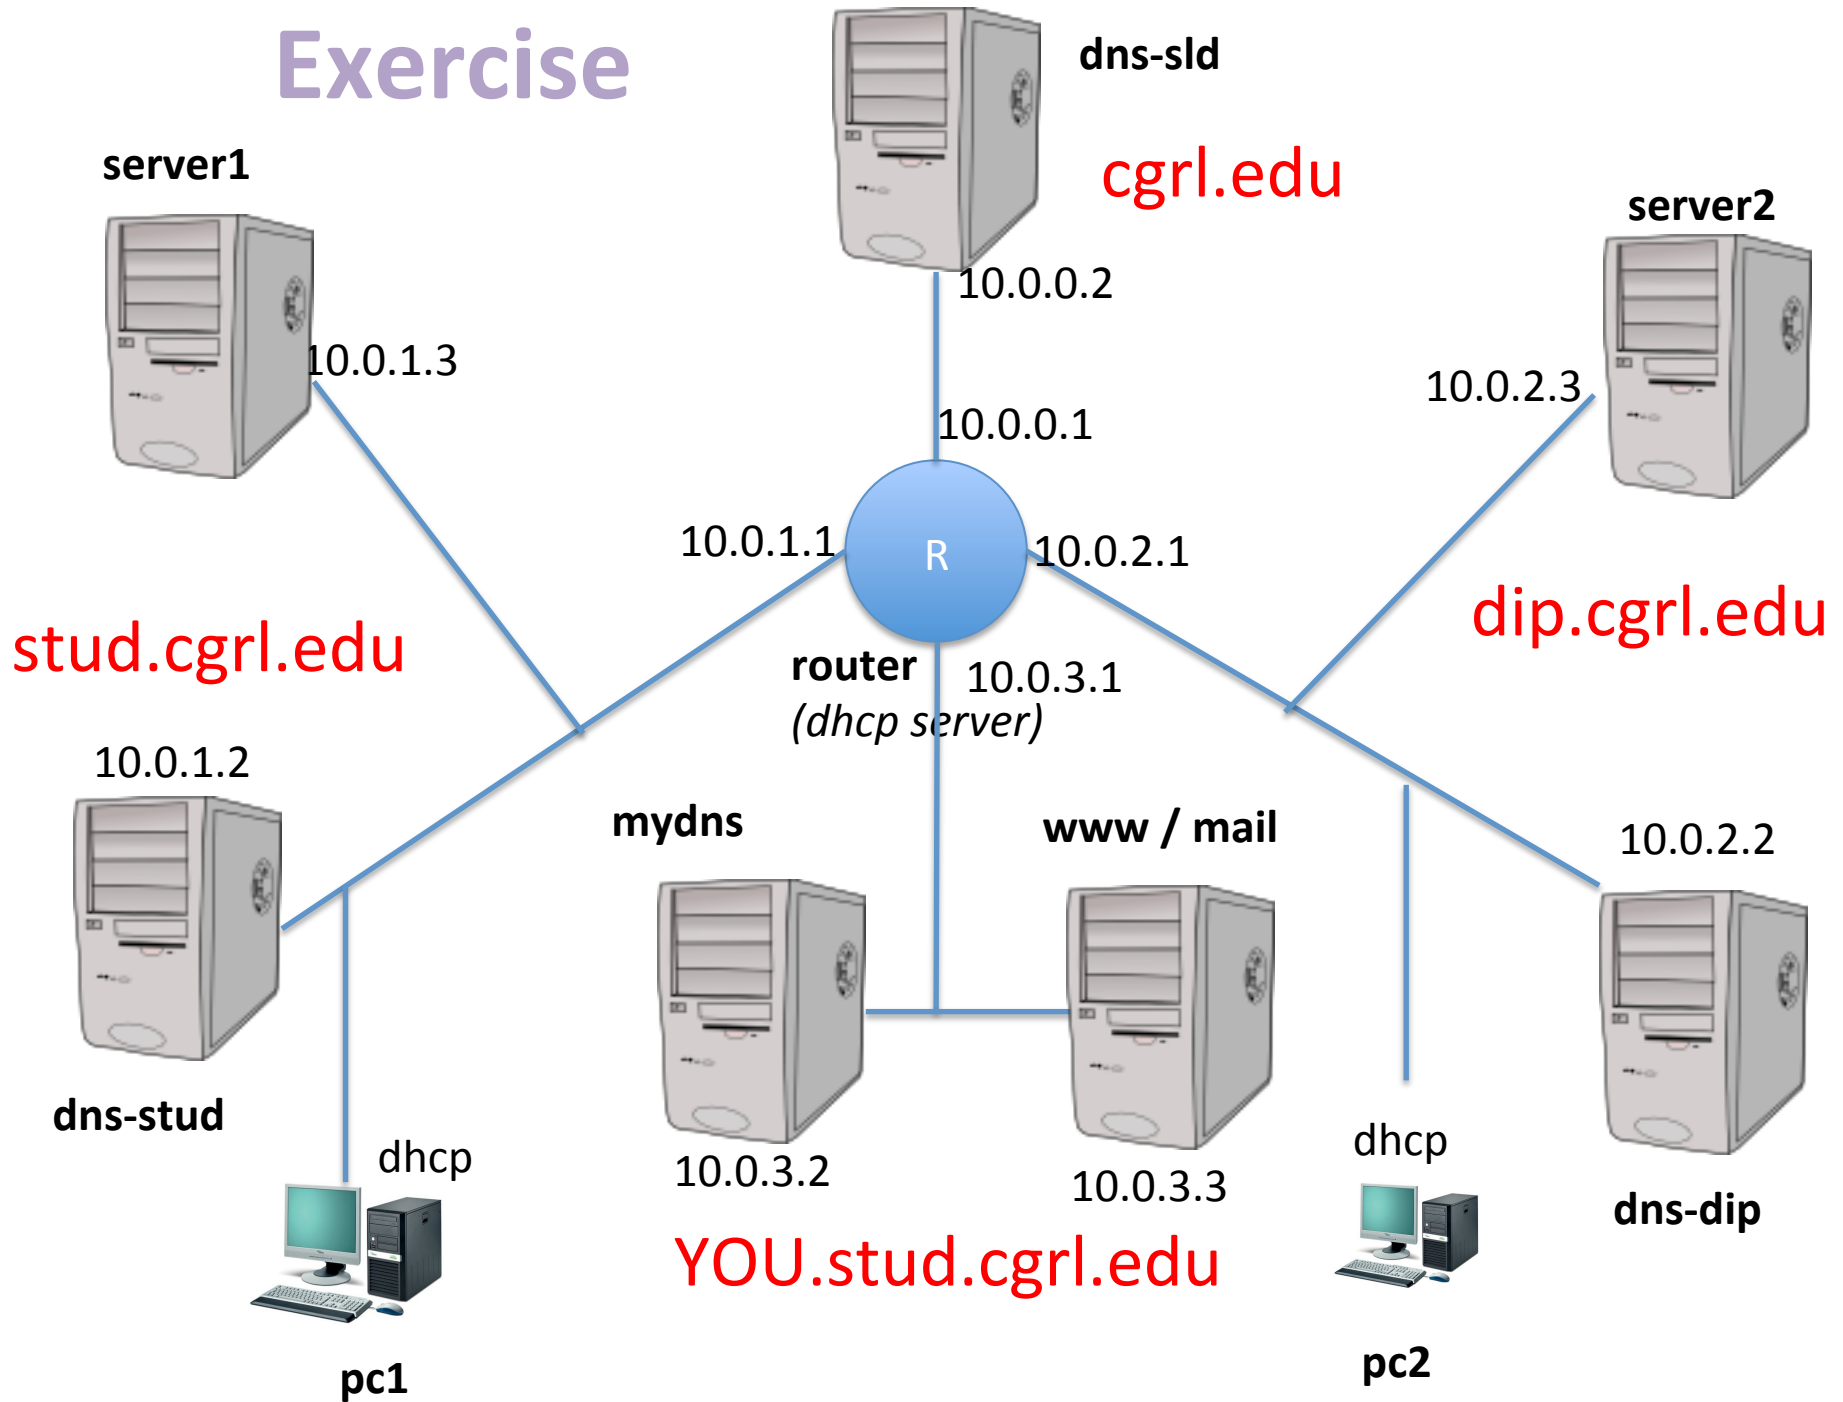 Exercise
dns-sld
server1
cgrl.edu
server2
10.0.0.2
10.0.1.3
10.0.2.3
10.0.0.1
10.0.1.1
R
10.0.2.1
dip.cgrl.edu
stud.cgrl.edu
router
10.0.3.1
(dhcp server)
10.0.1.2
mydns
www / mail
10.0.2.2
dns-stud
dhcp
dhcp
10.0.3.2
10.0.3.3
dns-dip
YOU.stud.cgrl.edu
pc1
pc2